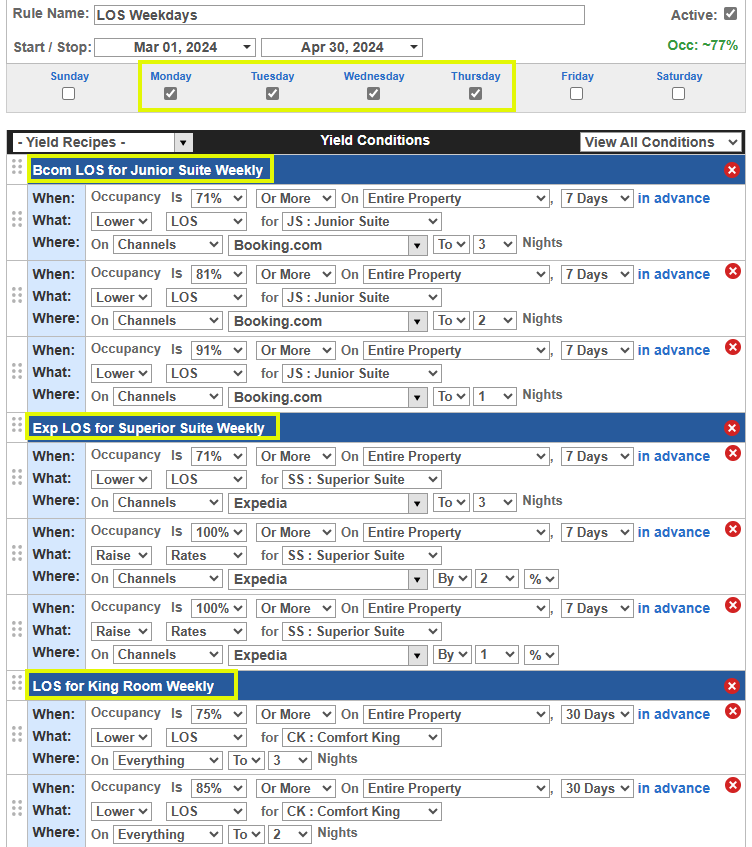 Rule Name: LOS Weekdays Active:
Start / Stop: Mar 01, 2024 Apr 30, 2024 Occ: ~77%
Sunday Monday Tuesday Wednesday Thursday Friday Saturday
- Yield Recipes - Yield Conditions View All Conditions
Bcom LOS for Junior Suite Weekly
When: Occupancy Is 71% Or More On Entire Property , 7 Days in advance
What: Lower LOS for JS : Junior Suite
Where: On Channels Booking.com To 3 Nights
When: Occupancy Is 81% Or More On Entire Property , 7 Days in advance
What: Lower LOS for JS : Junior Suite
Where: On Channels Booking.com To 2 Nights
When: Occupancy Is 91% Or More On Entire Property , 7 Days in advance
What: Lower LOS for JS : Junior Suite
Where: On Channels Booking.com To 1 Nights
Exp LOS for Superior Suite Weekly
When: Occupancy Is 71% Or More On Entire Property , 7 Days in advance
What: Lower LOS for SS : Superior Suite
Where: On Channels Expedia To 3 Nights
When: Occupancy Is 100% Or More On Entire Property , 7 Days in advance
What: Raise Rates for SS : Superior Suite
Where: On Channels Expedia By 2 %
When: Occupancy Is 100% Or More On Entire Property , 7 Days in advance
What: Raise Rates for SS : Superior Suite
Where: On Channels Expedia By 1 %
LOS for King Room Weekly
When: Occupancy Is 75% Or More On Entire Property , 30 Days in advance
What: Lower LOS for CK : Comfort King
Where: On Everything To 3 Nights
When: Occupancy Is 85% Or More On Entire Property , 30 Days in advance
What: Lower LOS for CK : Comfort King
Where: On Everything To 2 Nights